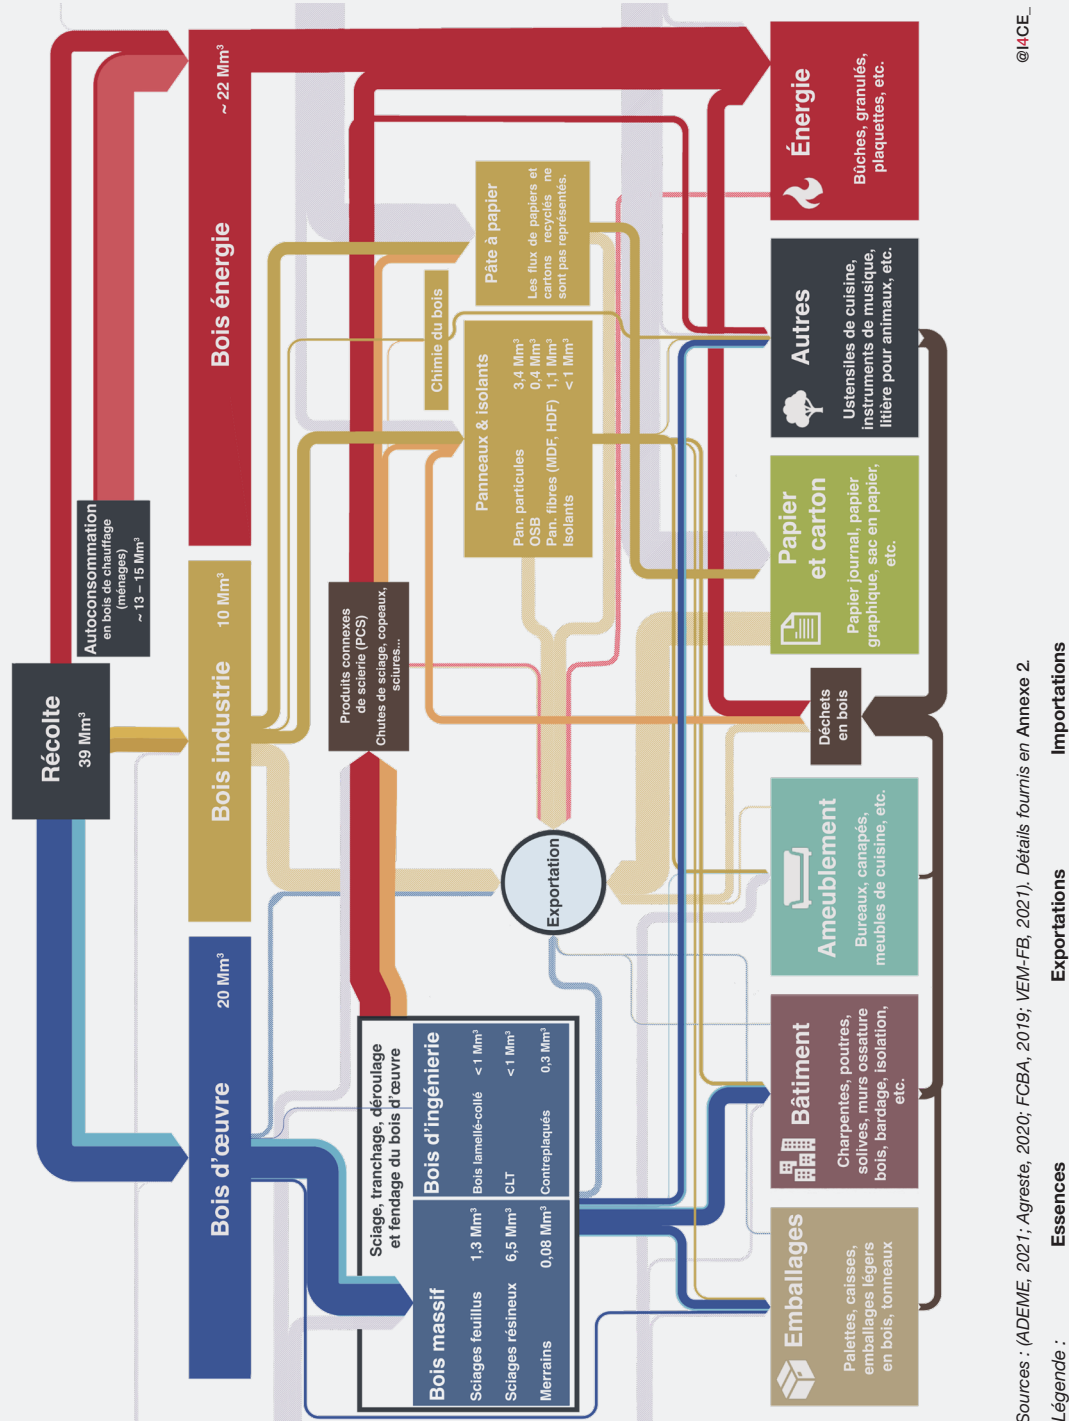 Récolte
39 Mm³
Autoconsommation
en bois de chauffage
(ménages)
~ 13 – 15 Mm³
Bois d’œuvre
20 Mm³
Bois industrie
10 Mm³
Bois énergie
~ 22 Mm³
Sciage, tranchage, déroulage
et fendage du bois d’œuvre
Bois massif
Sciages feuillus 1,3 Mm³
Sciages résineux 6,5 Mm³
Merrains 0,08 Mm³
Bois d’ingénierie
Bois lamellé-collé < 1 Mm³
CLT < 1 Mm³
Contreplaqués 0,3 Mm³
Produits connexes
de scierie (PCS)
Chutes de sciage, copeaux,
sciures...
Chimie du bois
Panneaux & isolants
Pan. particules 3,4 Mm³
OSB 0,4 Mm³
Pan. fibres (MDF, HDF) 1,1 Mm³
Isolants < 1 Mm³
Pâte à papier
Les flux de papiers et
cartons recyclés ne
sont pas représentés.
Exportation
Déchets
en bois
Emballages
Palettes, caisses,
emballages légers
en bois, tonneaux
Bâtiment
Charpentes, poutres,
solives, murs ossature
bois, bardage, isolation,
etc.
Ameublement
Bureaux, canapés,
meubles de cuisine, etc.
Papier
et carton
Papier journal, papier
graphique, sac en papier,
etc.
Autres
Ustensiles de cuisine,
instruments de musique,
litière pour animaux, etc.
Énergie
Bûches, granulés,
plaquettes, etc.
Sources : (ADEME, 2021; Agreste, 2020; FCBA, 2019; VEM-FB, 2021). Détails fournis en Annexe 2.
@I4CE_
Légende : Essences Exportations Importations